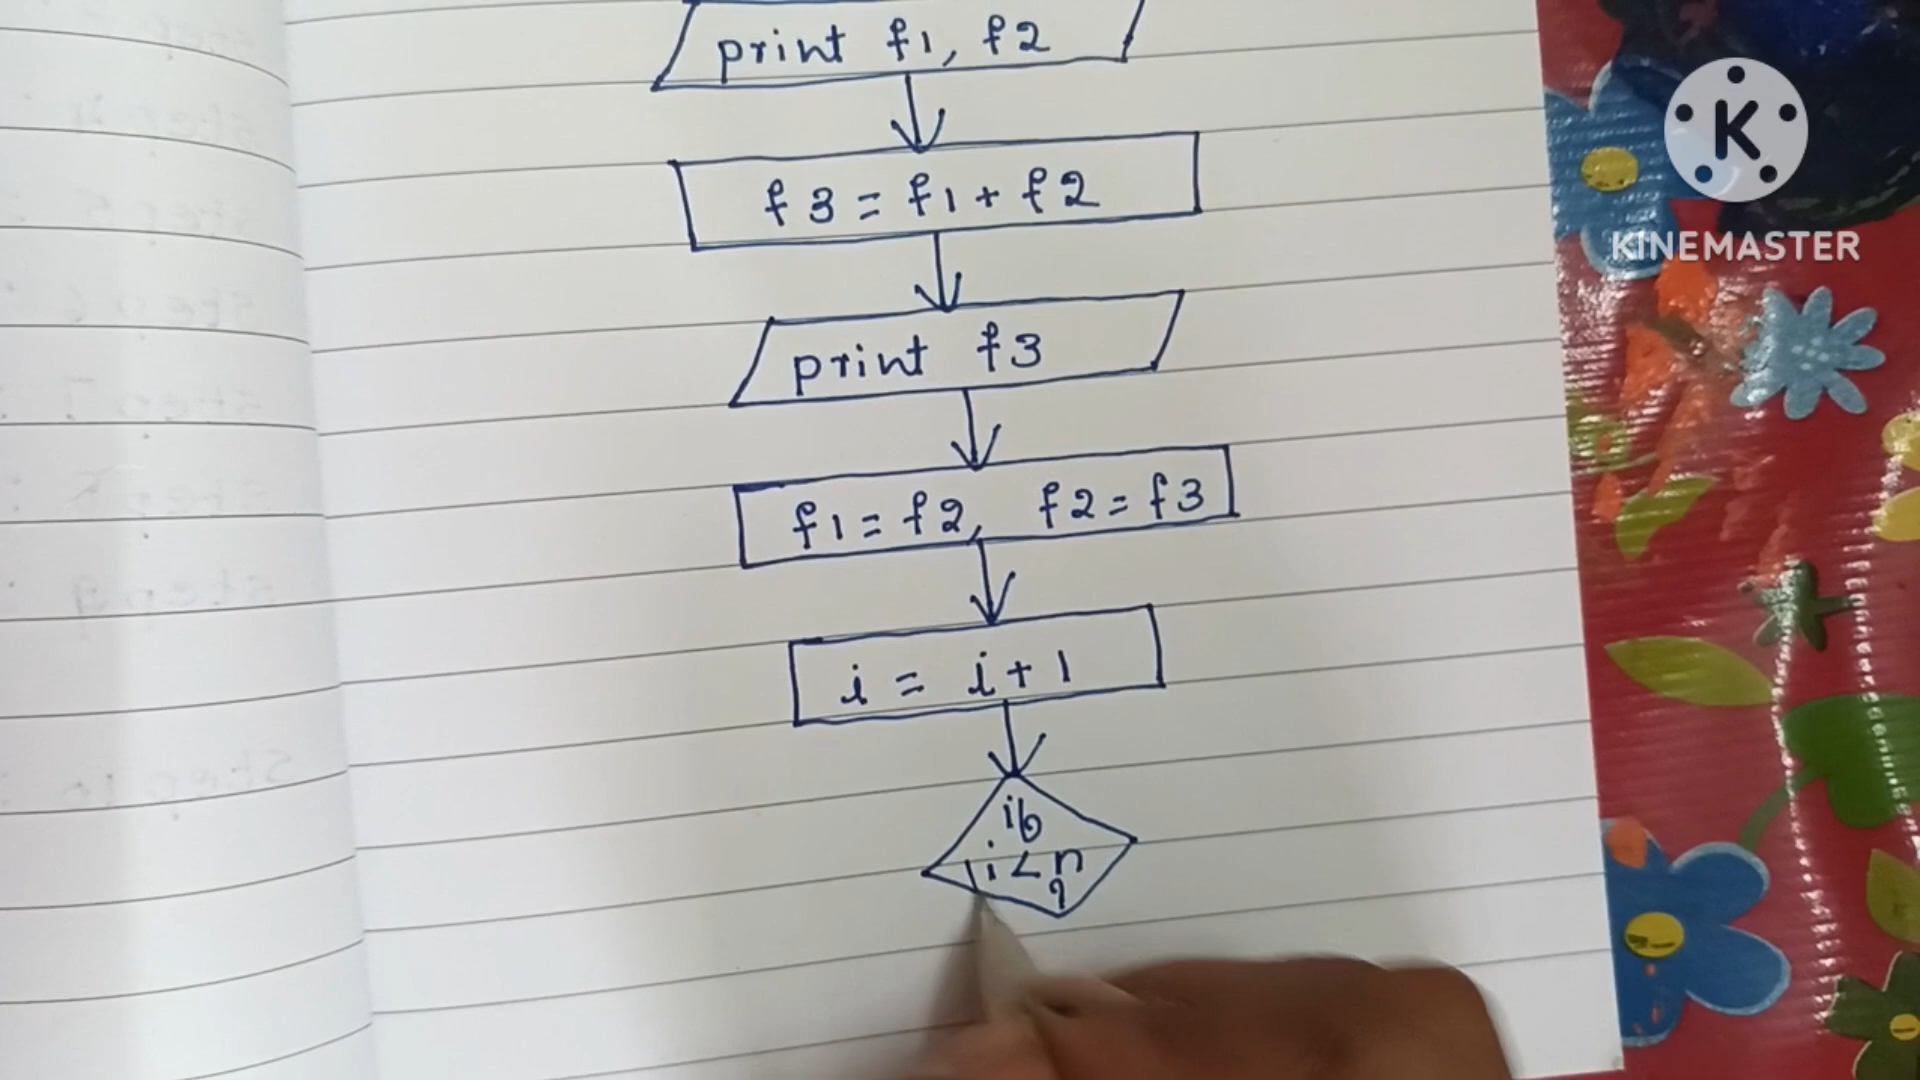 print f1, f2
f3 = f1 + f2
print f3
f1 = f2, f2 = f3
i = i + 1
if
i < n
?
K
KINEMASTER